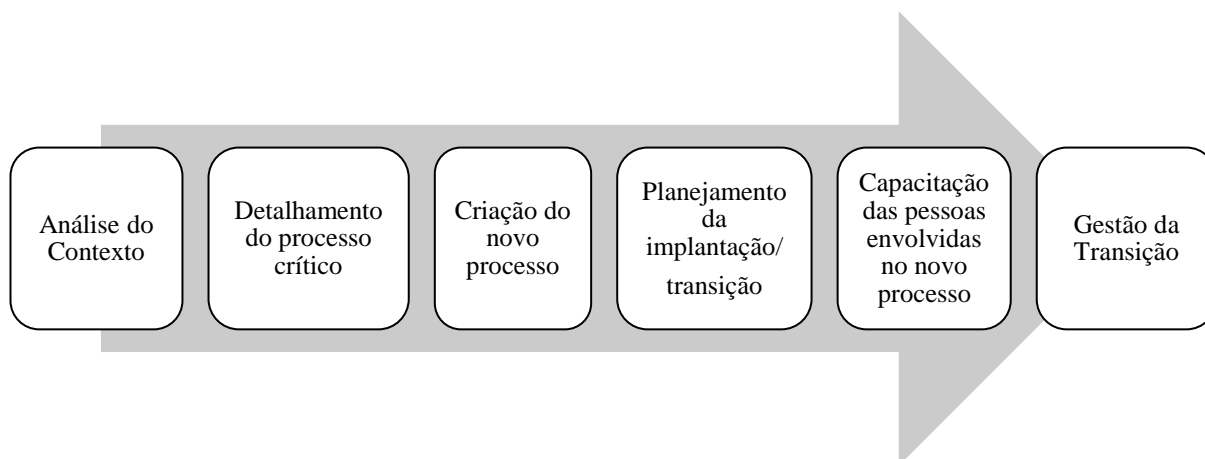 Análise do
Contexto
Detalhamento
do processo
crítico
Criação do
novo
processo
Planejamento
da
implantação/
transição
Capacitação
das pessoas
envolvidas
no novo
processo
Gestão da
Transição